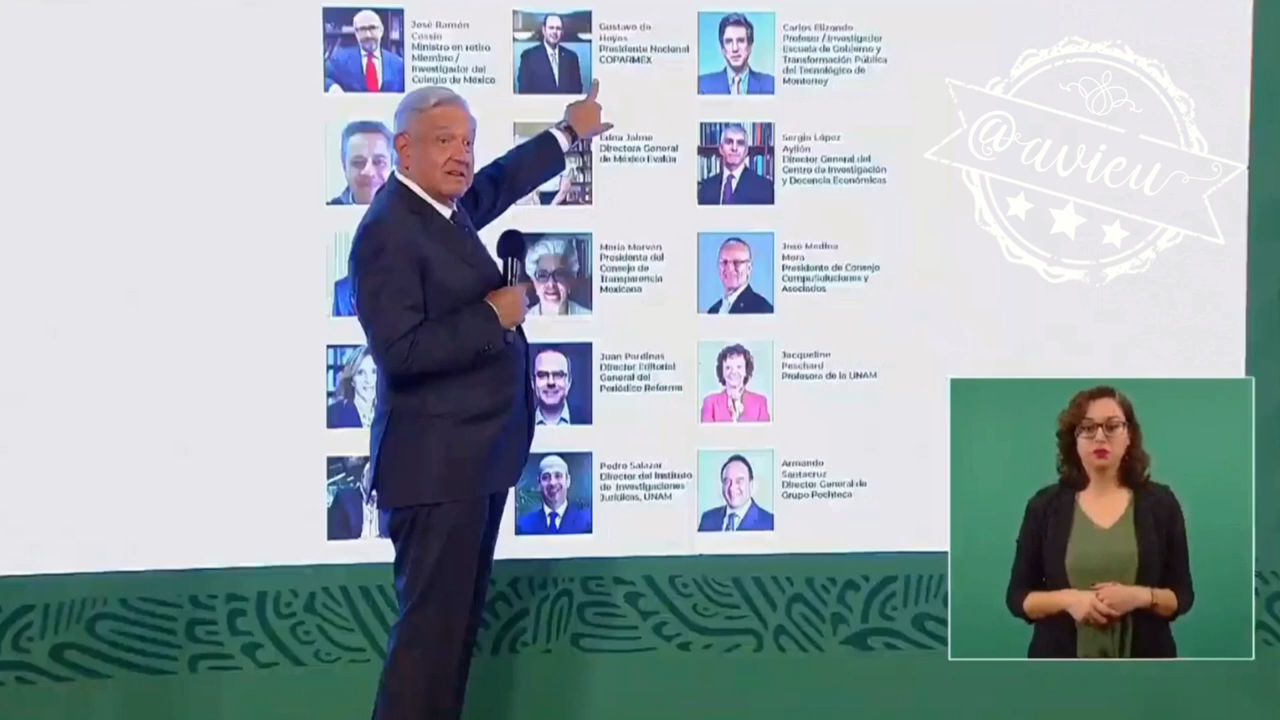 José Ramón
Cossío
Ministro en retiro
Miembro /
Investigador del
Colegio de México
Gustavo de
Hoyos
Presidente Nacional
COPARMEX
Carlos Elizondo
Profesor / Investigador
Escuela de Gobierno y
Transformación Pública
del Tecnológico de
Monterrey
Edna Jaime
Directora General
de México Evalúa
Sergio López
Ayllón
Director General del
Centro de Investigación
y Docencia Económicas
María Marván
Presidenta del
Consejo de
Transparencia
Mexicana
José Medina
Mora
Presidente de Consejo
CompuSoluciones y
Asociados
Juan Pardinas
Director Editorial
General del
Periódico Reforma
Jacqueline
Peschard
Profesora de la UNAM
Pedro Salazar
Director del Instituto
de Investigaciones
Jurídicas, UNAM
Armando
Santacruz
Director General de
Grupo Pochteca
@avieu